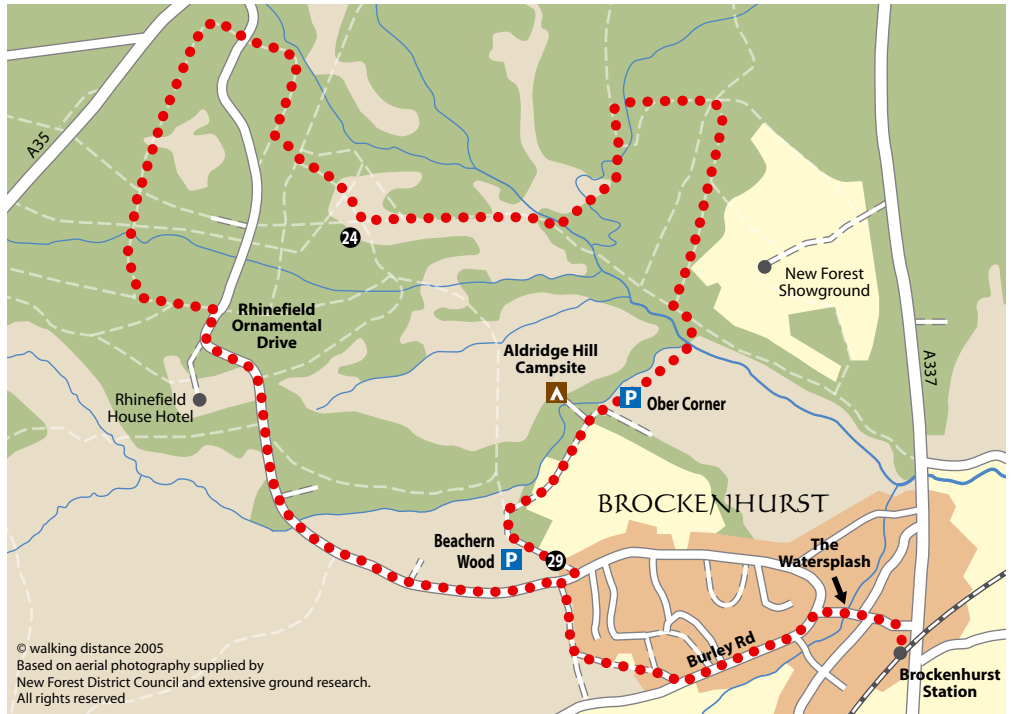 A35
24
New Forest
Showground
Rhinefield
Ornamental
Drive
Aldridge Hill
Campsite
A337
P
Ober Corner
Rhinefield
House Hotel
BROCKENHURST
Beachern
Wood
P
29
The
Watersplash
Burley Rd
Brockenhurst
Station
© walking distance 2005
Based on aerial photography supplied by
New Forest District Council and extensive ground research.
All rights reserved